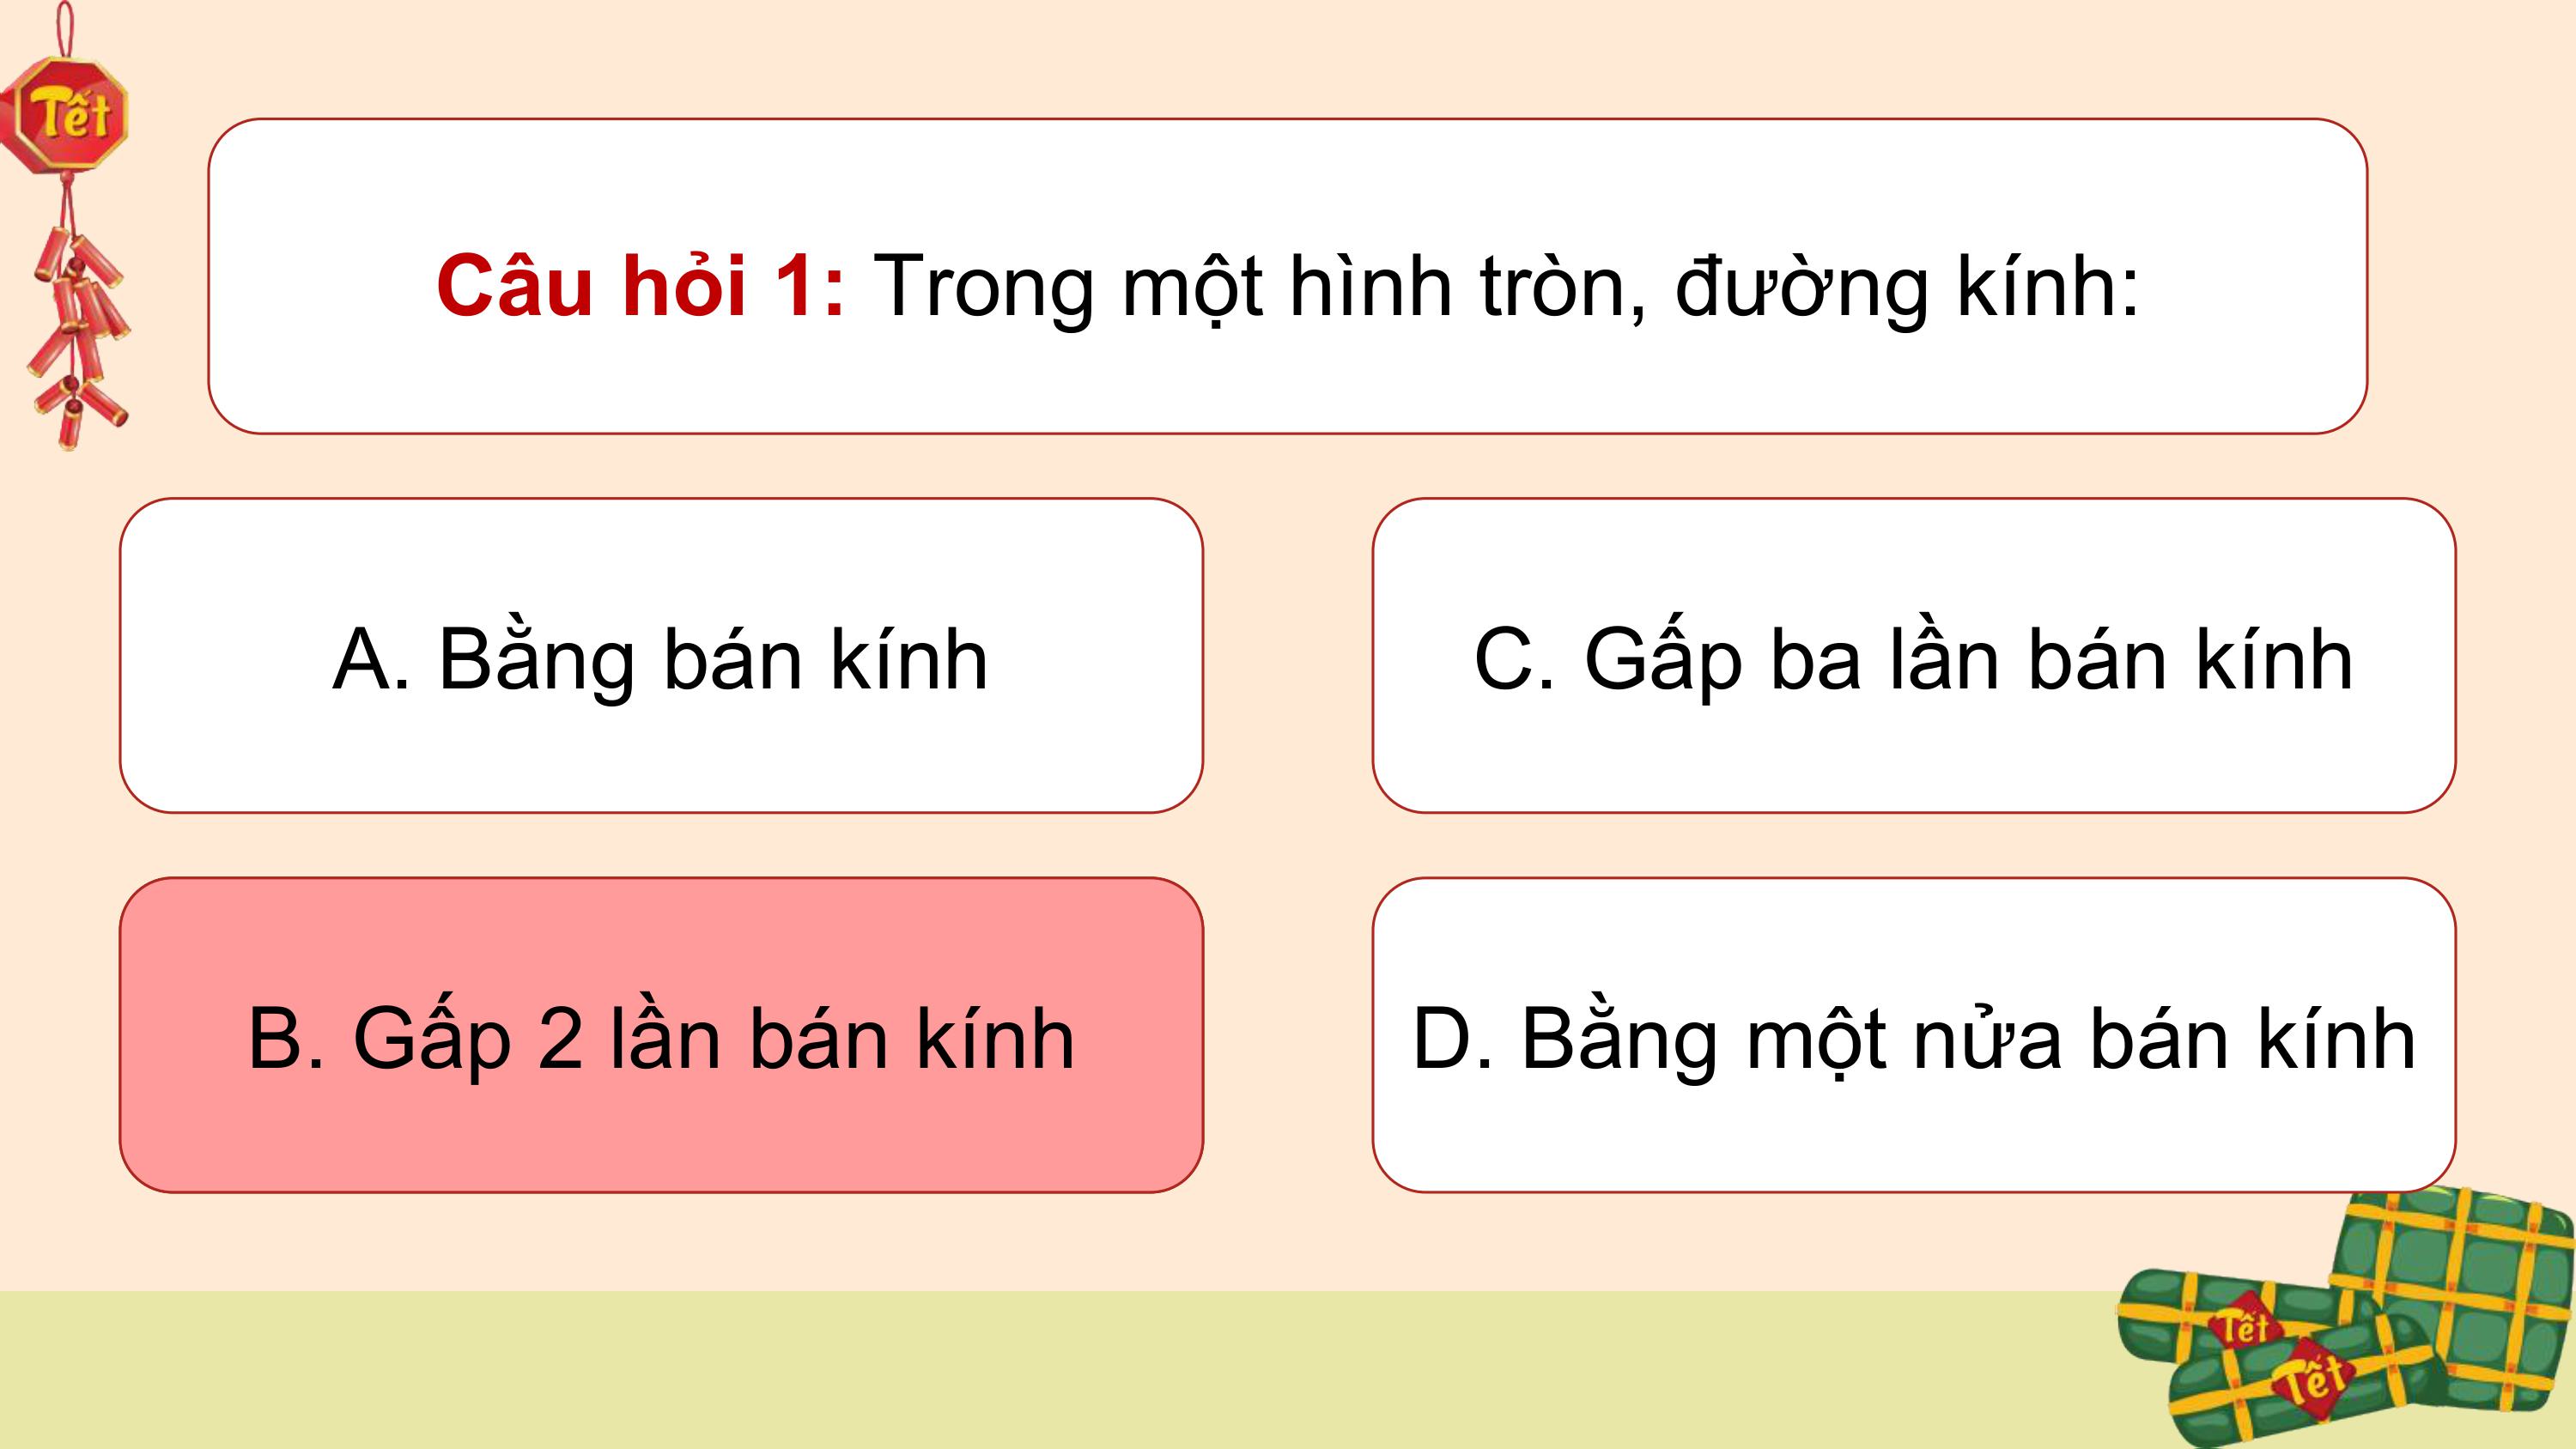 Tết
Câu hỏi 1: Trong một hình tròn, đường kính:
A. Bằng bán kính
C. Gấp ba lần bán kính
B. Gấp 2 lần bán kính
D. Bằng một nửa bán kính
Tết
Tết